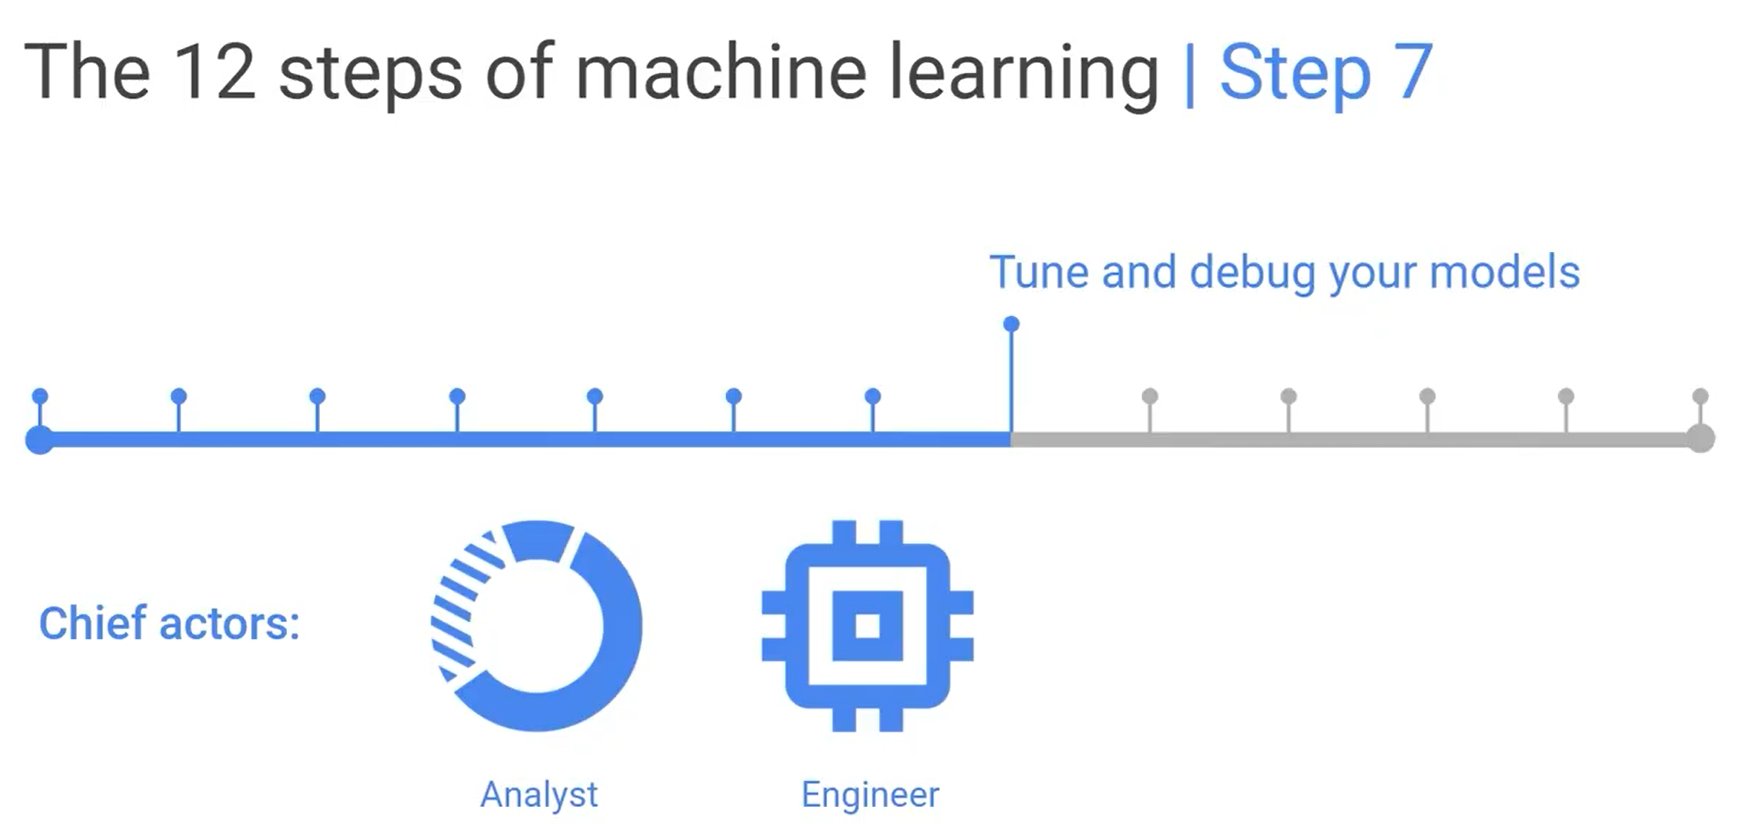 The 12 steps of machine learning | Step 7
Tune and debug your models
Chief actors:
Analyst
Engineer